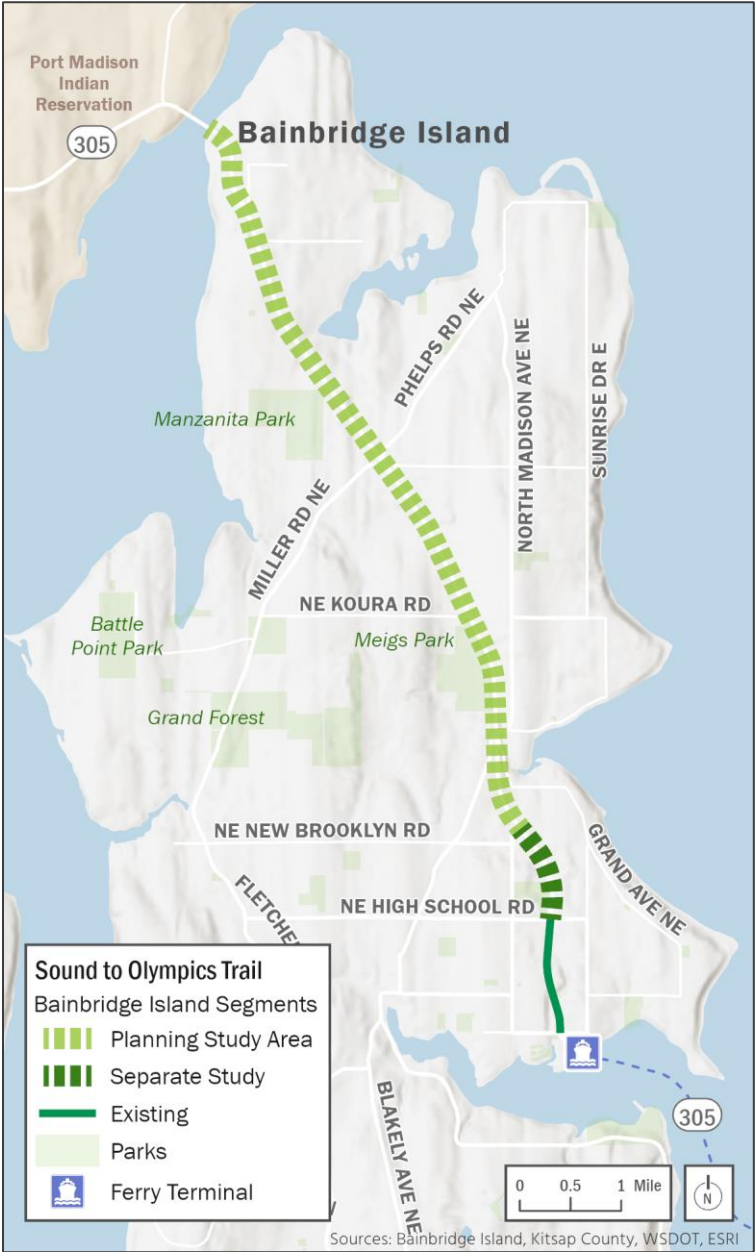 Port Madison
Indian
Reservation
305
Bainbridge Island
PHELPS RD NE
NORTH MADISON AVE NE
SUNRISE DR E
Manzanita Park
MILLER RD NE
NE KOURA RD
Battle
Point Park
Meigs Park
Grand Forest
NE NEW BROOKLYN RD
GRAND AVE NE
FLETCHE
NE HIGH SCHOOL RD
Sound to Olympics Trail
Bainbridge Island Segments
Planning Study Area
Separate Study
Existing
Parks
Ferry Terminal
BLAKELY AVE NE
305
0 0.5 1 Mile
N
Sources: Bainbridge Island, Kitsap County, WSDOT, ESRI